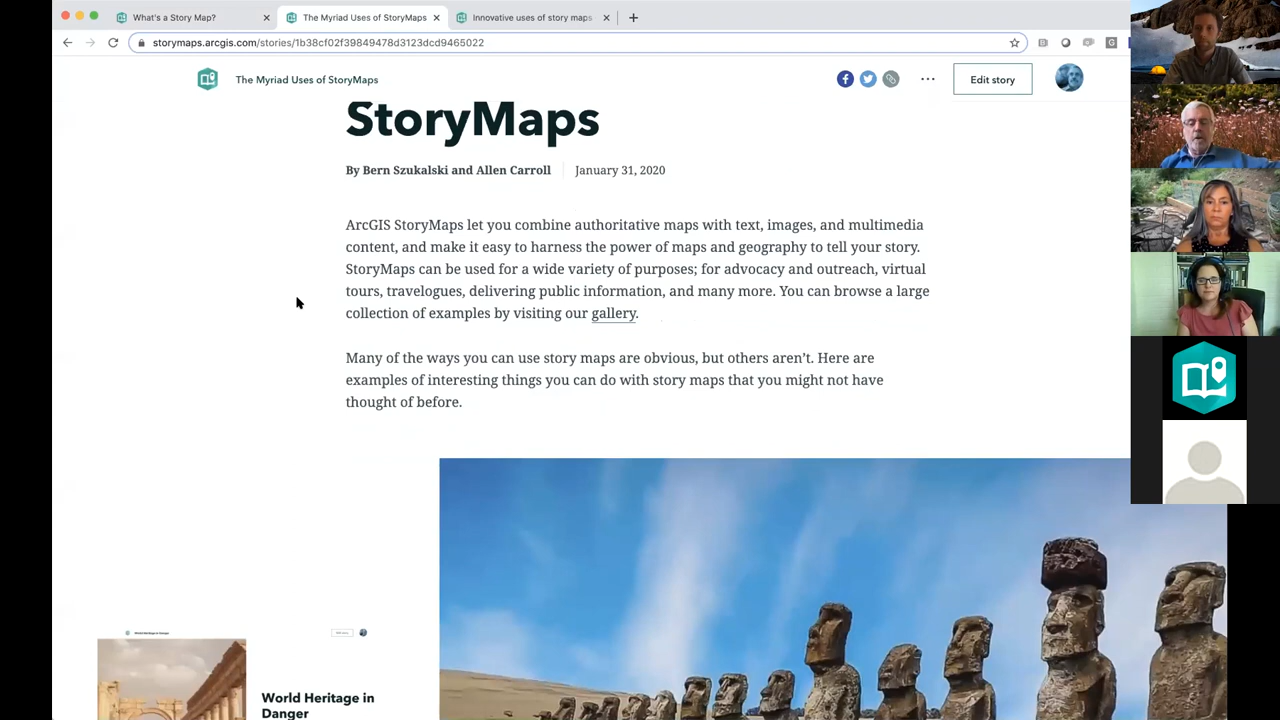 What's a Story Map?
The Myriad Uses of StoryMaps
innovative uses of story maps
storymaps.arcgis.com/stories/1b38cf02f39849478d3123dcd9465022
The Myriad Uses of StoryMaps
Edit story
StoryMaps
By Bern Szukalski and Allen Carroll
January 31, 2020
ArcGIS StoryMaps let you combine authoritative maps with text, images, and multimedia
content, and make it easy to harness the power of maps and geography to tell your story.
StoryMaps can be used for a wide variety of purposes; for advocacy and outreach, virtual
tours, travelogues, delivering public information, and many more. You can browse a large
collection of examples by visiting our gallery.
Many of the ways you can use story maps are obvious, but others aren't. Here are
examples of interesting things you can do with story maps that you might not have
thought of before.
World Heritage in Danger
Edit story
World Heritage in
Danger